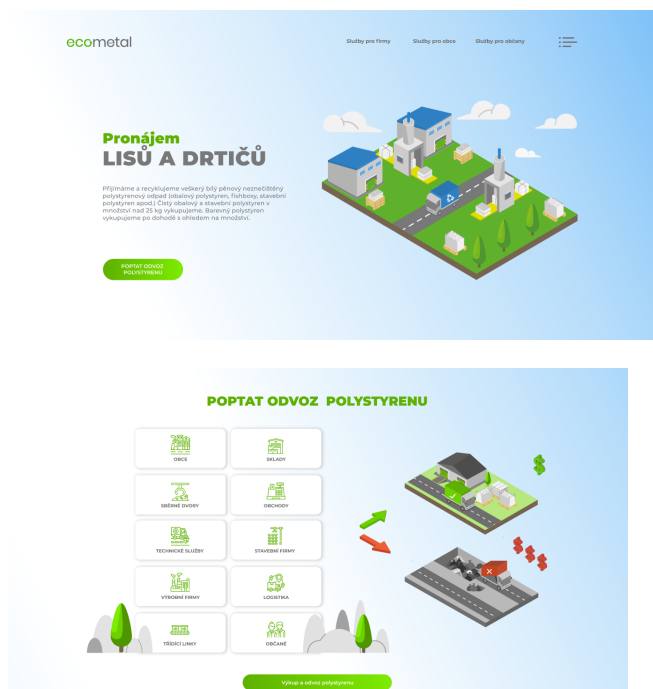 ecometal
Služby pro firmy
Služby pro obce
Služby pro občany
Pronájem
LISŮ A DRTIČŮ
Přijímáme a recyklujeme veškerý bílý pěnový neznečištěný
polystyrenový odpad (obalový polystyren, fishboxy, stavební
polystyren apod.) Čistý obalový a stavební polystyren v
množství nad 25 kg vykupujeme. Barevný polystyren
vykupujeme po dohodě s ohledem na množství.
POPTAT ODVOZ
POLYSTYRENU
POPTAT ODVOZ POLYSTYRENU
OBCE
SKLADY
SBĚRNÉ DVORY
OBCHODY
TECHNICKÉ SLUŽBY
STAVEBNÍ FIRMY
VÝROBNÍ FIRMY
LOGISTIKA
TŘÍDÍCÍ LINKY
OBČANÉ
Výkup a odvoz polystyrenu